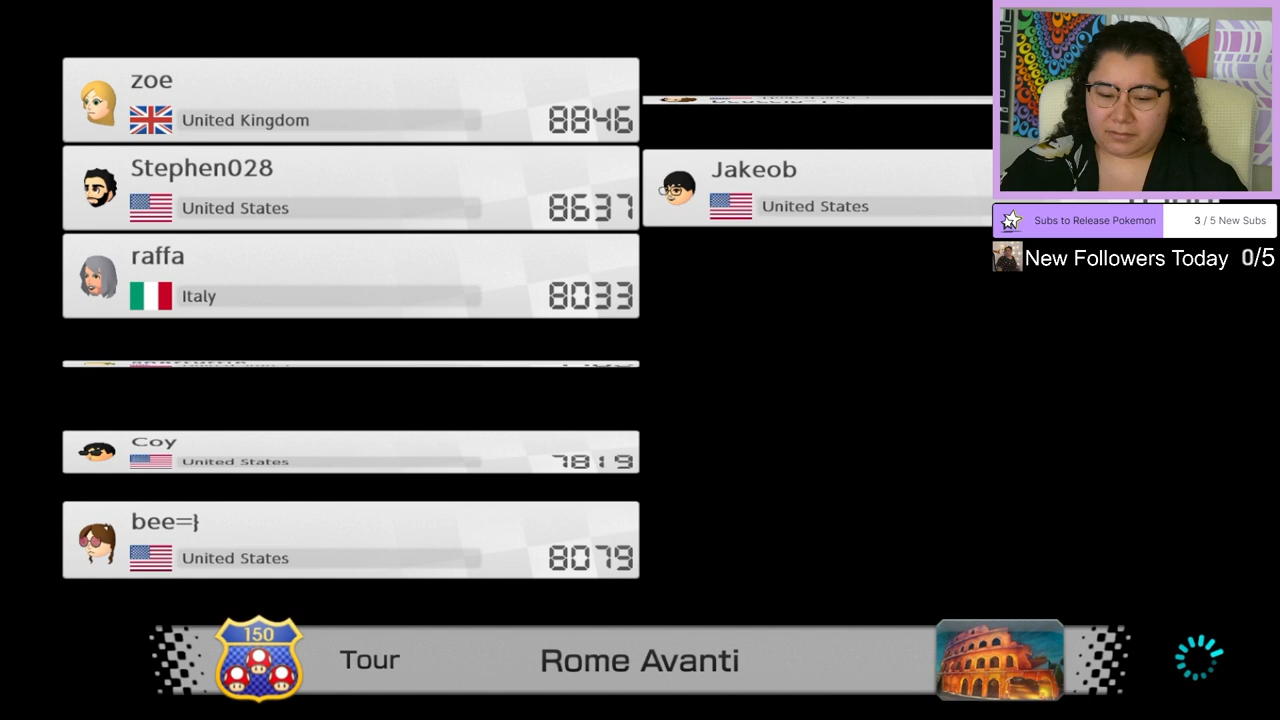 zoe
United Kingdom 8846
Stephen028
United States 8637
Jakeob
United States
raffa
Italy 8033
Coy
United States 7819
bee=}
United States 8079
Subs to Release Pokemon 3 / 5 New Subs
New Followers Today 0/5
150 Tour Rome Avanti